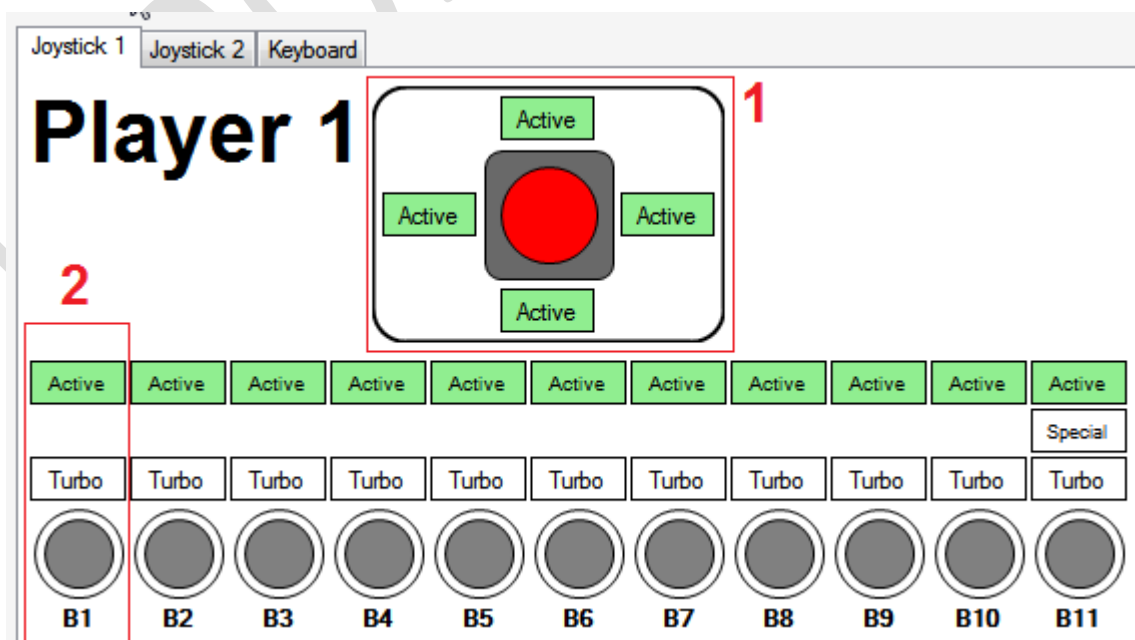 Joystick 1 Joystick 2 Keyboard
Player 1
1
Active
Active Active
Active
2
Active Active Active Active Active Active Active Active Active Active Active
Special
Turbo Turbo Turbo Turbo Turbo Turbo Turbo Turbo Turbo Turbo Turbo
B1 B2 B3 B4 B5 B6 B7 B8 B9 B10 B11